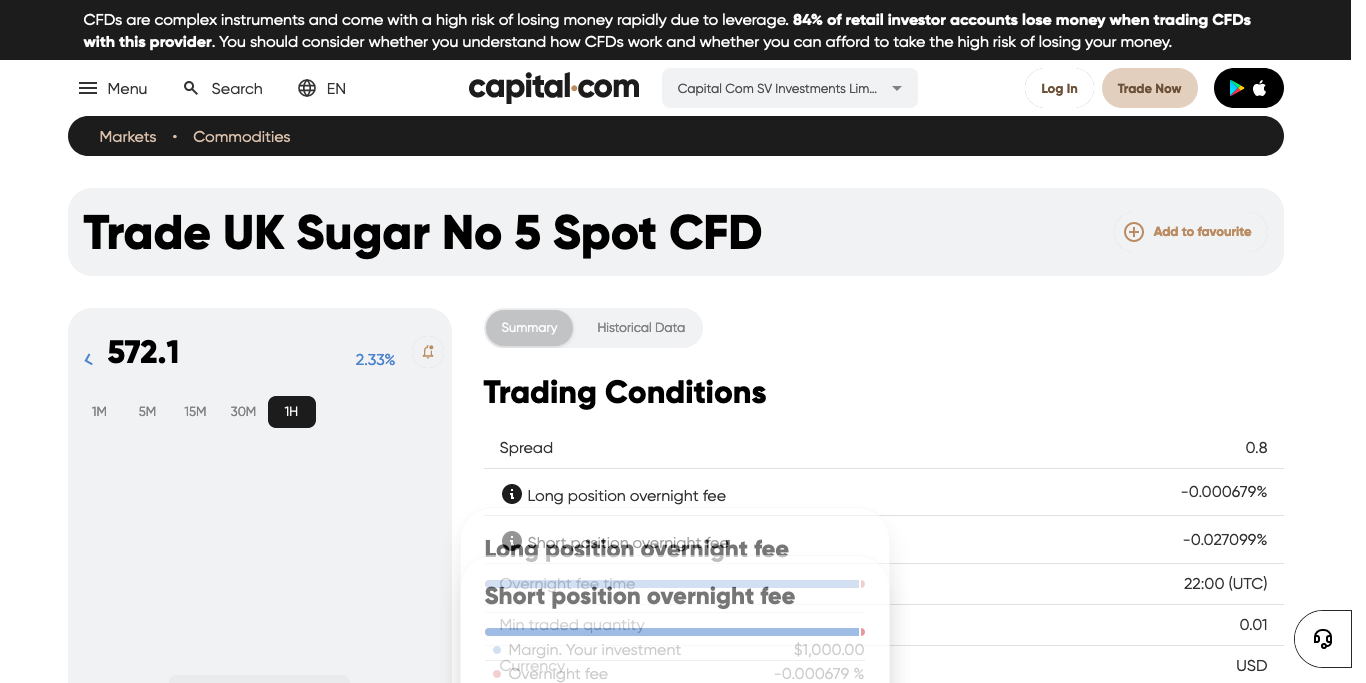 CFDs are complex instruments and come with a high risk of losing money rapidly due to leverage. 84% of retail investor accounts lose money when trading CFDs
with this provider. You should consider whether you understand how CFDs work and whether you can afford to take the high risk of losing your money.
Menu Search EN capital.com Capital Com SV Investments Lim... Log In Trade Now
Markets • Commodities
Trade UK Sugar No 5 Spot CFD
Add to favourite
572.1 2.33%
1M 5M 15M 30M 1H
Summary Historical Data
Trading Conditions
Spread 0.8
Long position overnight fee -0.000679%
Short position overnight fee -0.027099%
Long position overnight fee
Overnight fee time 22:00 (UTC)
Short position overnight fee
Min traded quantity 0.01
Margin. Your investment $1,000.00
Currency USD
Overnight fee -0.000679 %